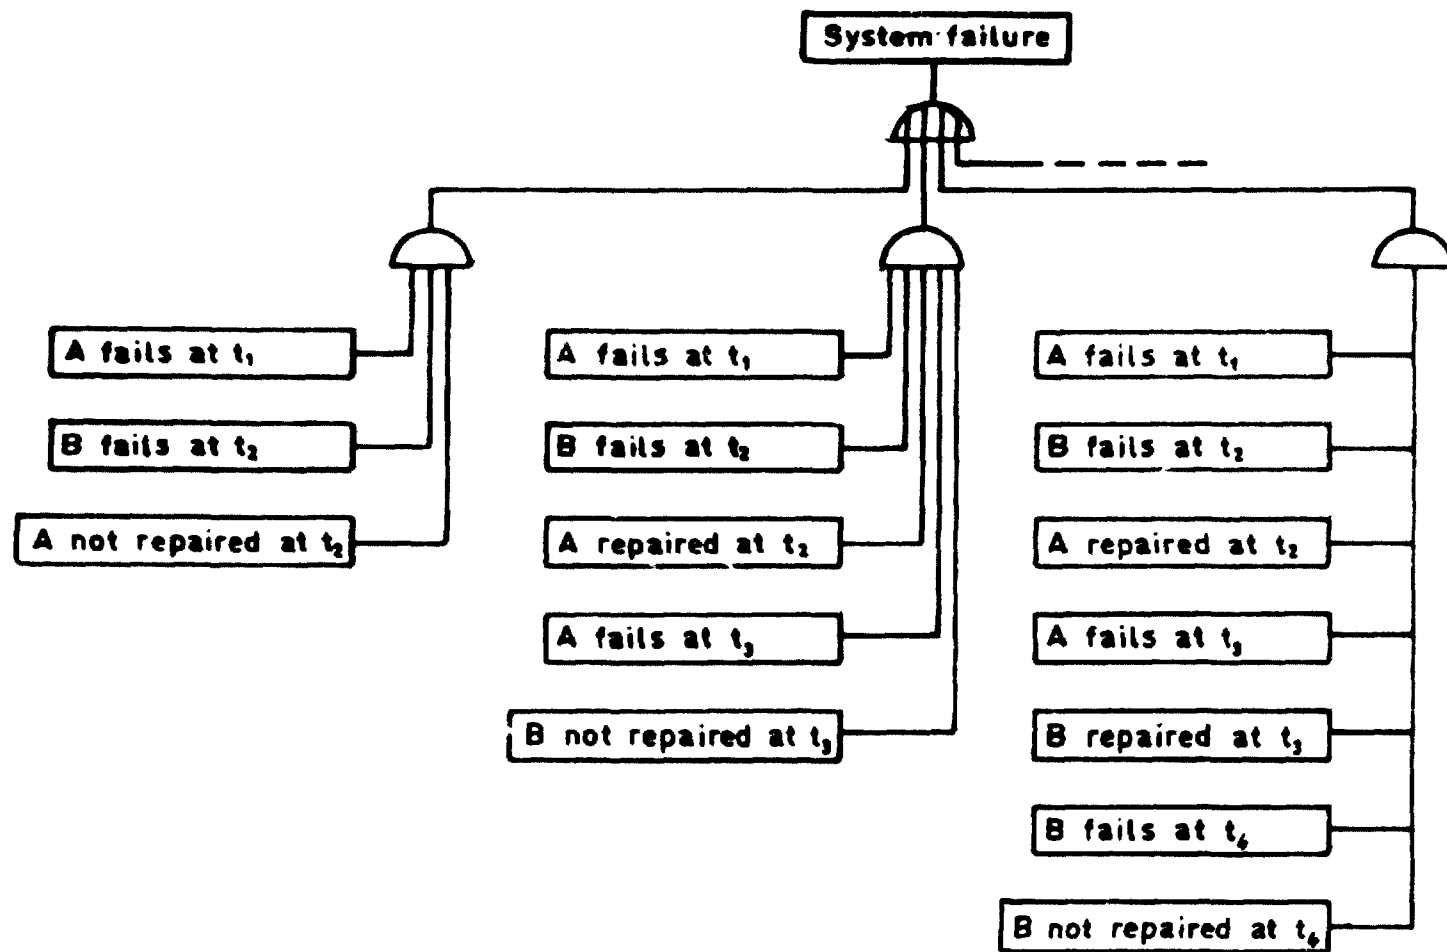 System failure
A fails at t₁
B fails at t₂
A not repaired at t₂
A fails at t₁
B fails at t₂
A repaired at t₂
A fails at t₃
B not repaired at t₃
A fails at t₁
B fails at t₂
A repaired at t₂
A fails at t₃
B repaired at t₃
B fails at t₄
B not repaired at t₄